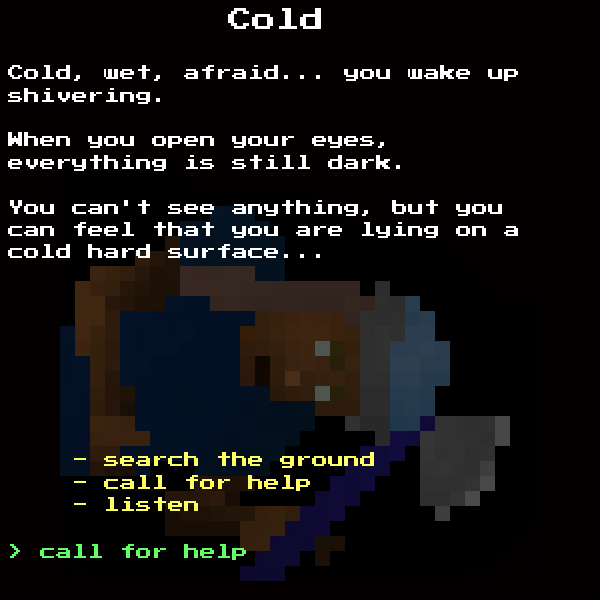 Cold
Cold, wet, afraid... you wake up
shivering.
When you open your eyes,
everything is still dark.
You can't see anything, but you
can feel that you are lying on a
cold hard surface...
- search the ground
- call for help
- listen
> call for help